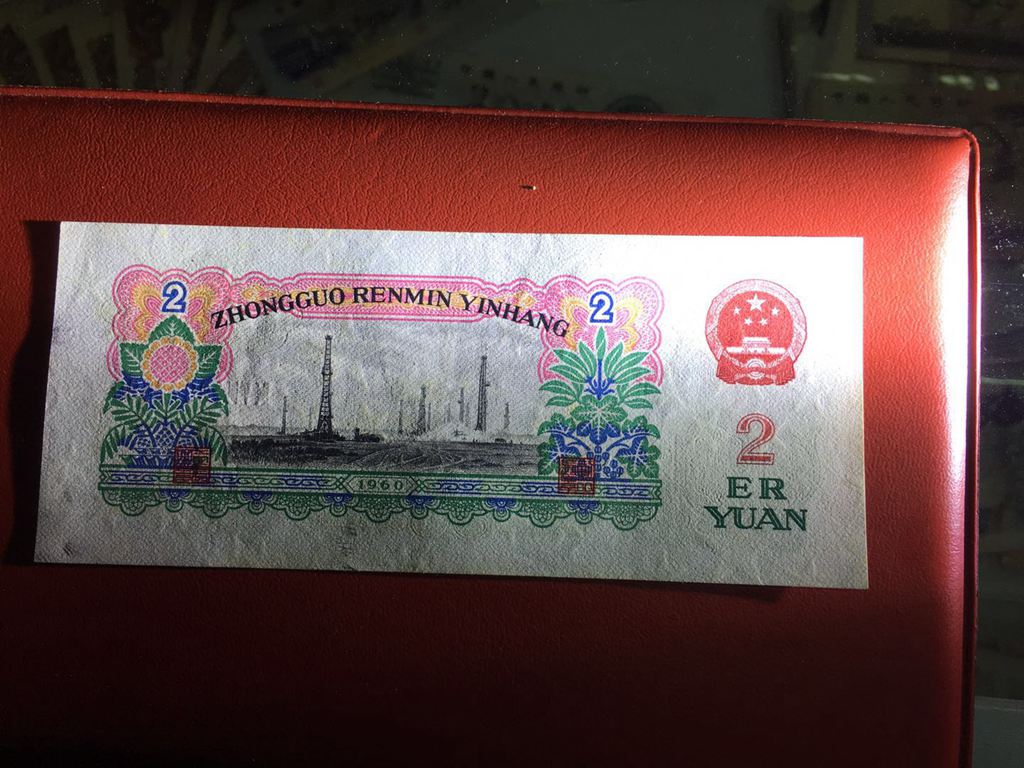 2
ZHONGGUO RENMIN YINHANG
2
1960
2
ER
YUAN